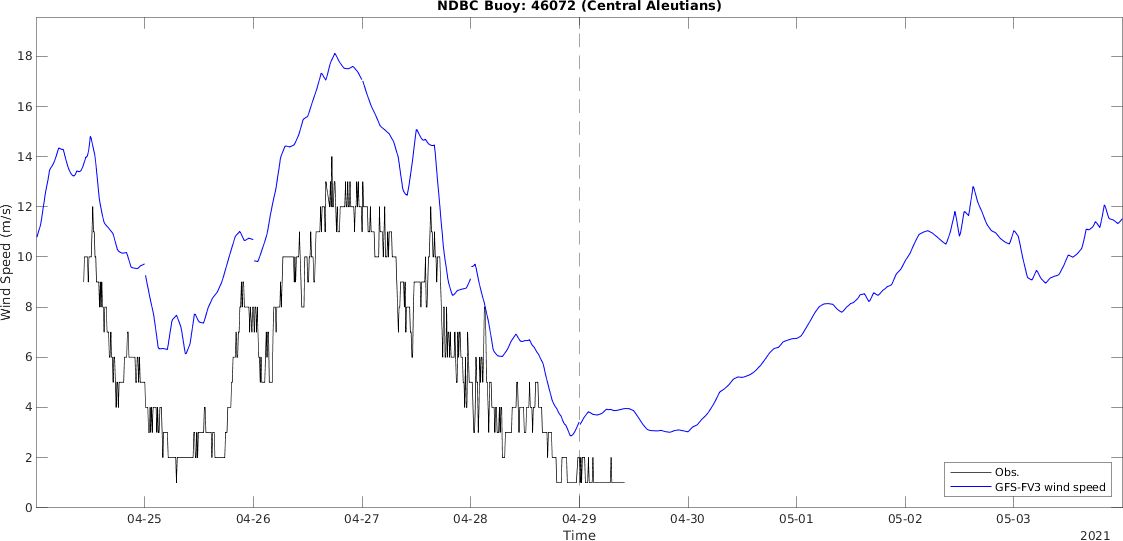 NDBC Buoy: 46072 (Central Aleutians)
Wind Speed (m/s)
18
16
14
12
10
8
6
4
2
0
Obs.
GFS-FV3 wind speed
04-25 04-26 04-27 04-28 04-29 04-30 05-01 05-02 05-03
Time
2021